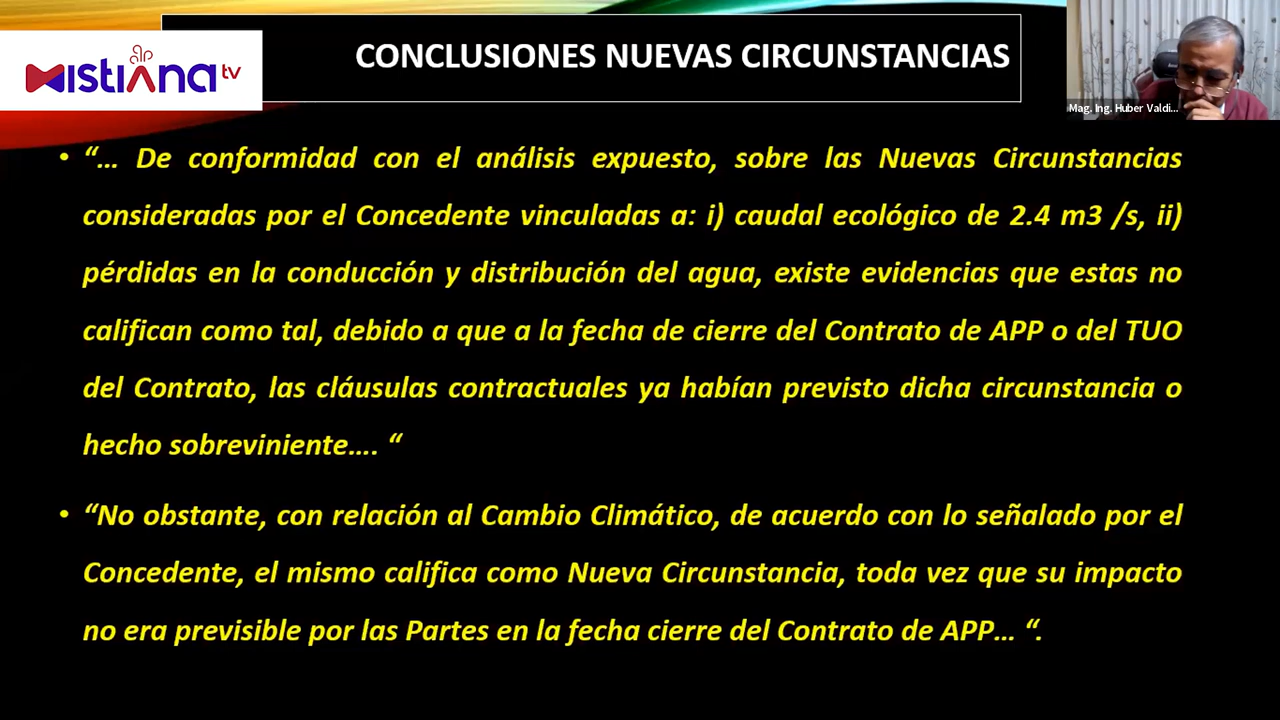 CONCLUSIONES NUEVAS CIRCUNSTANCIAS
MISTIANA tv
Mag. Ing. Huber Valdi...
• “... De conformidad con el análisis expuesto, sobre las Nuevas Circunstancias
consideradas por el Concedente vinculadas a: i) caudal ecológico de 2.4 m3 /s, ii)
pérdidas en la conducción y distribución del agua, existe evidencias que estas no
califican como tal, debido a que a la fecha de cierre del Contrato de APP o del TUO
del Contrato, las cláusulas contractuales ya habían previsto dicha circunstancia o
hecho sobreviniente.... “
• “No obstante, con relación al Cambio Climático, de acuerdo con lo señalado por el
Concedente, el mismo califica como Nueva Circunstancia, toda vez que su impacto
no era previsible por las Partes en la fecha cierre del Contrato de APP... “.